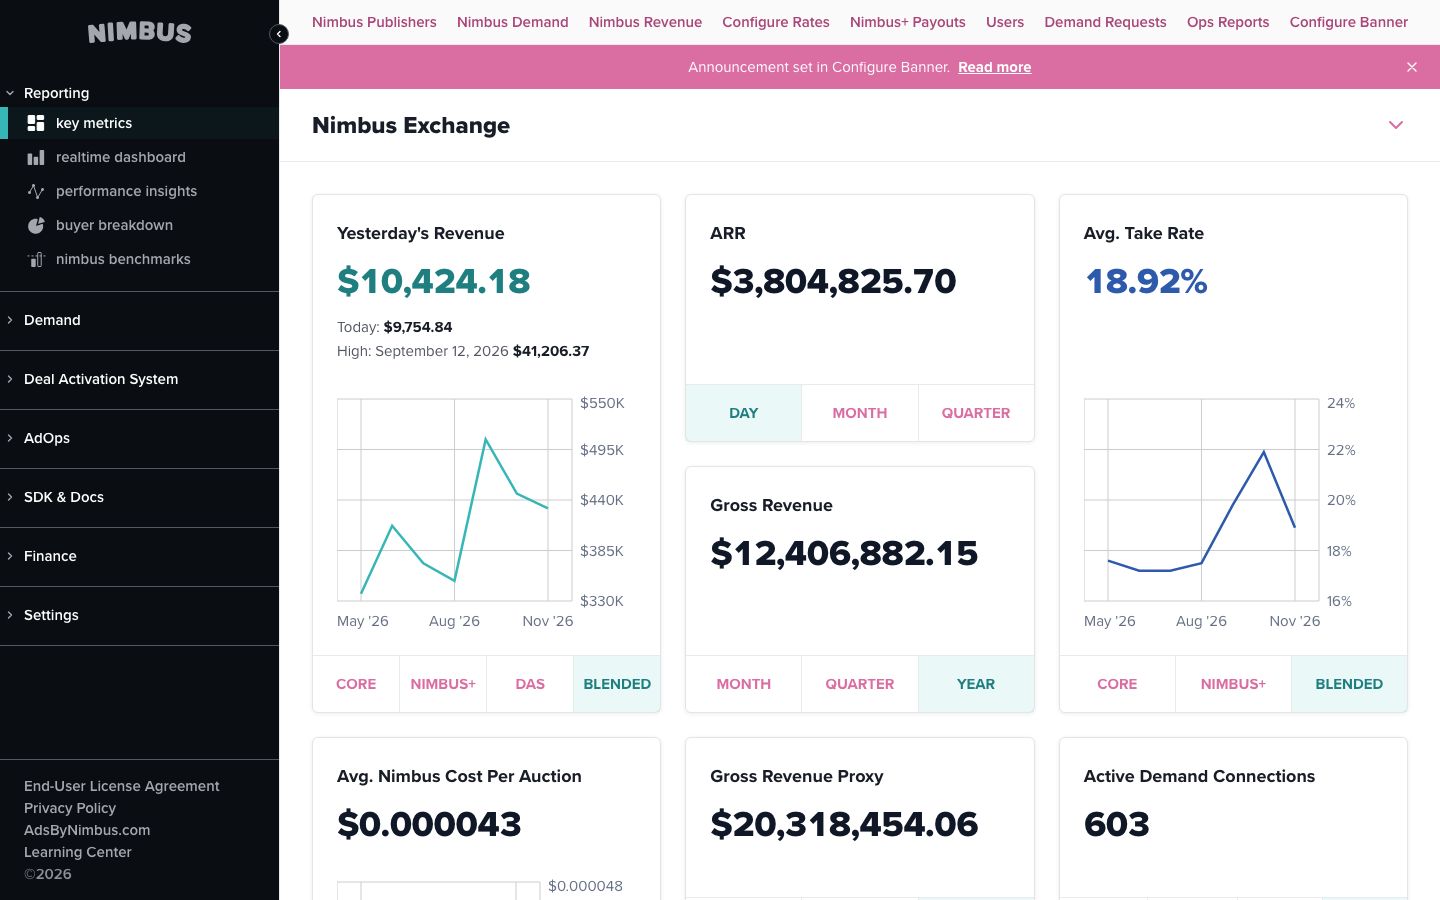 NIMBUS
Reporting
key metrics
realtime dashboard
performance insights
buyer breakdown
nimbus benchmarks
Demand
Deal Activation System
AdOps
SDK & Docs
Finance
Settings
End-User License Agreement
Privacy Policy
AdsByNimbus.com
Learning Center
©2026
Nimbus Publishers Nimbus Demand Nimbus Revenue Configure Rates Nimbus+ Payouts Users Demand Requests Ops Reports Configure Banner
Announcement set in Configure Banner. Read more
Nimbus Exchange
Yesterday's Revenue
$10,424.18
Today: $9,754.84
High: September 12, 2026 $41,206.37
$550K
$495K
$440K
$385K
$330K
May '26 Aug '26 Nov '26
CORE NIMBUS+ DAS BLENDED
ARR
$3,804,825.70
DAY MONTH QUARTER
Gross Revenue
$12,406,882.15
MONTH QUARTER YEAR
Avg. Take Rate
18.92%
24%
22%
20%
18%
16%
May '26 Aug '26 Nov '26
CORE NIMBUS+ BLENDED
Avg. Nimbus Cost Per Auction
$0.000043
$0.000048
Gross Revenue Proxy
$20,318,454.06
Active Demand Connections
603